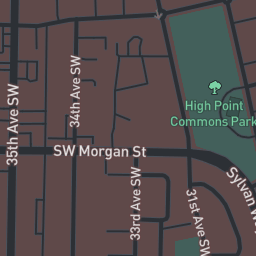 35th Ave SW
34th Ave SW
High Point
Commons Park
SW Morgan St
33rd Ave SW
31st Ave SW
Sylvan